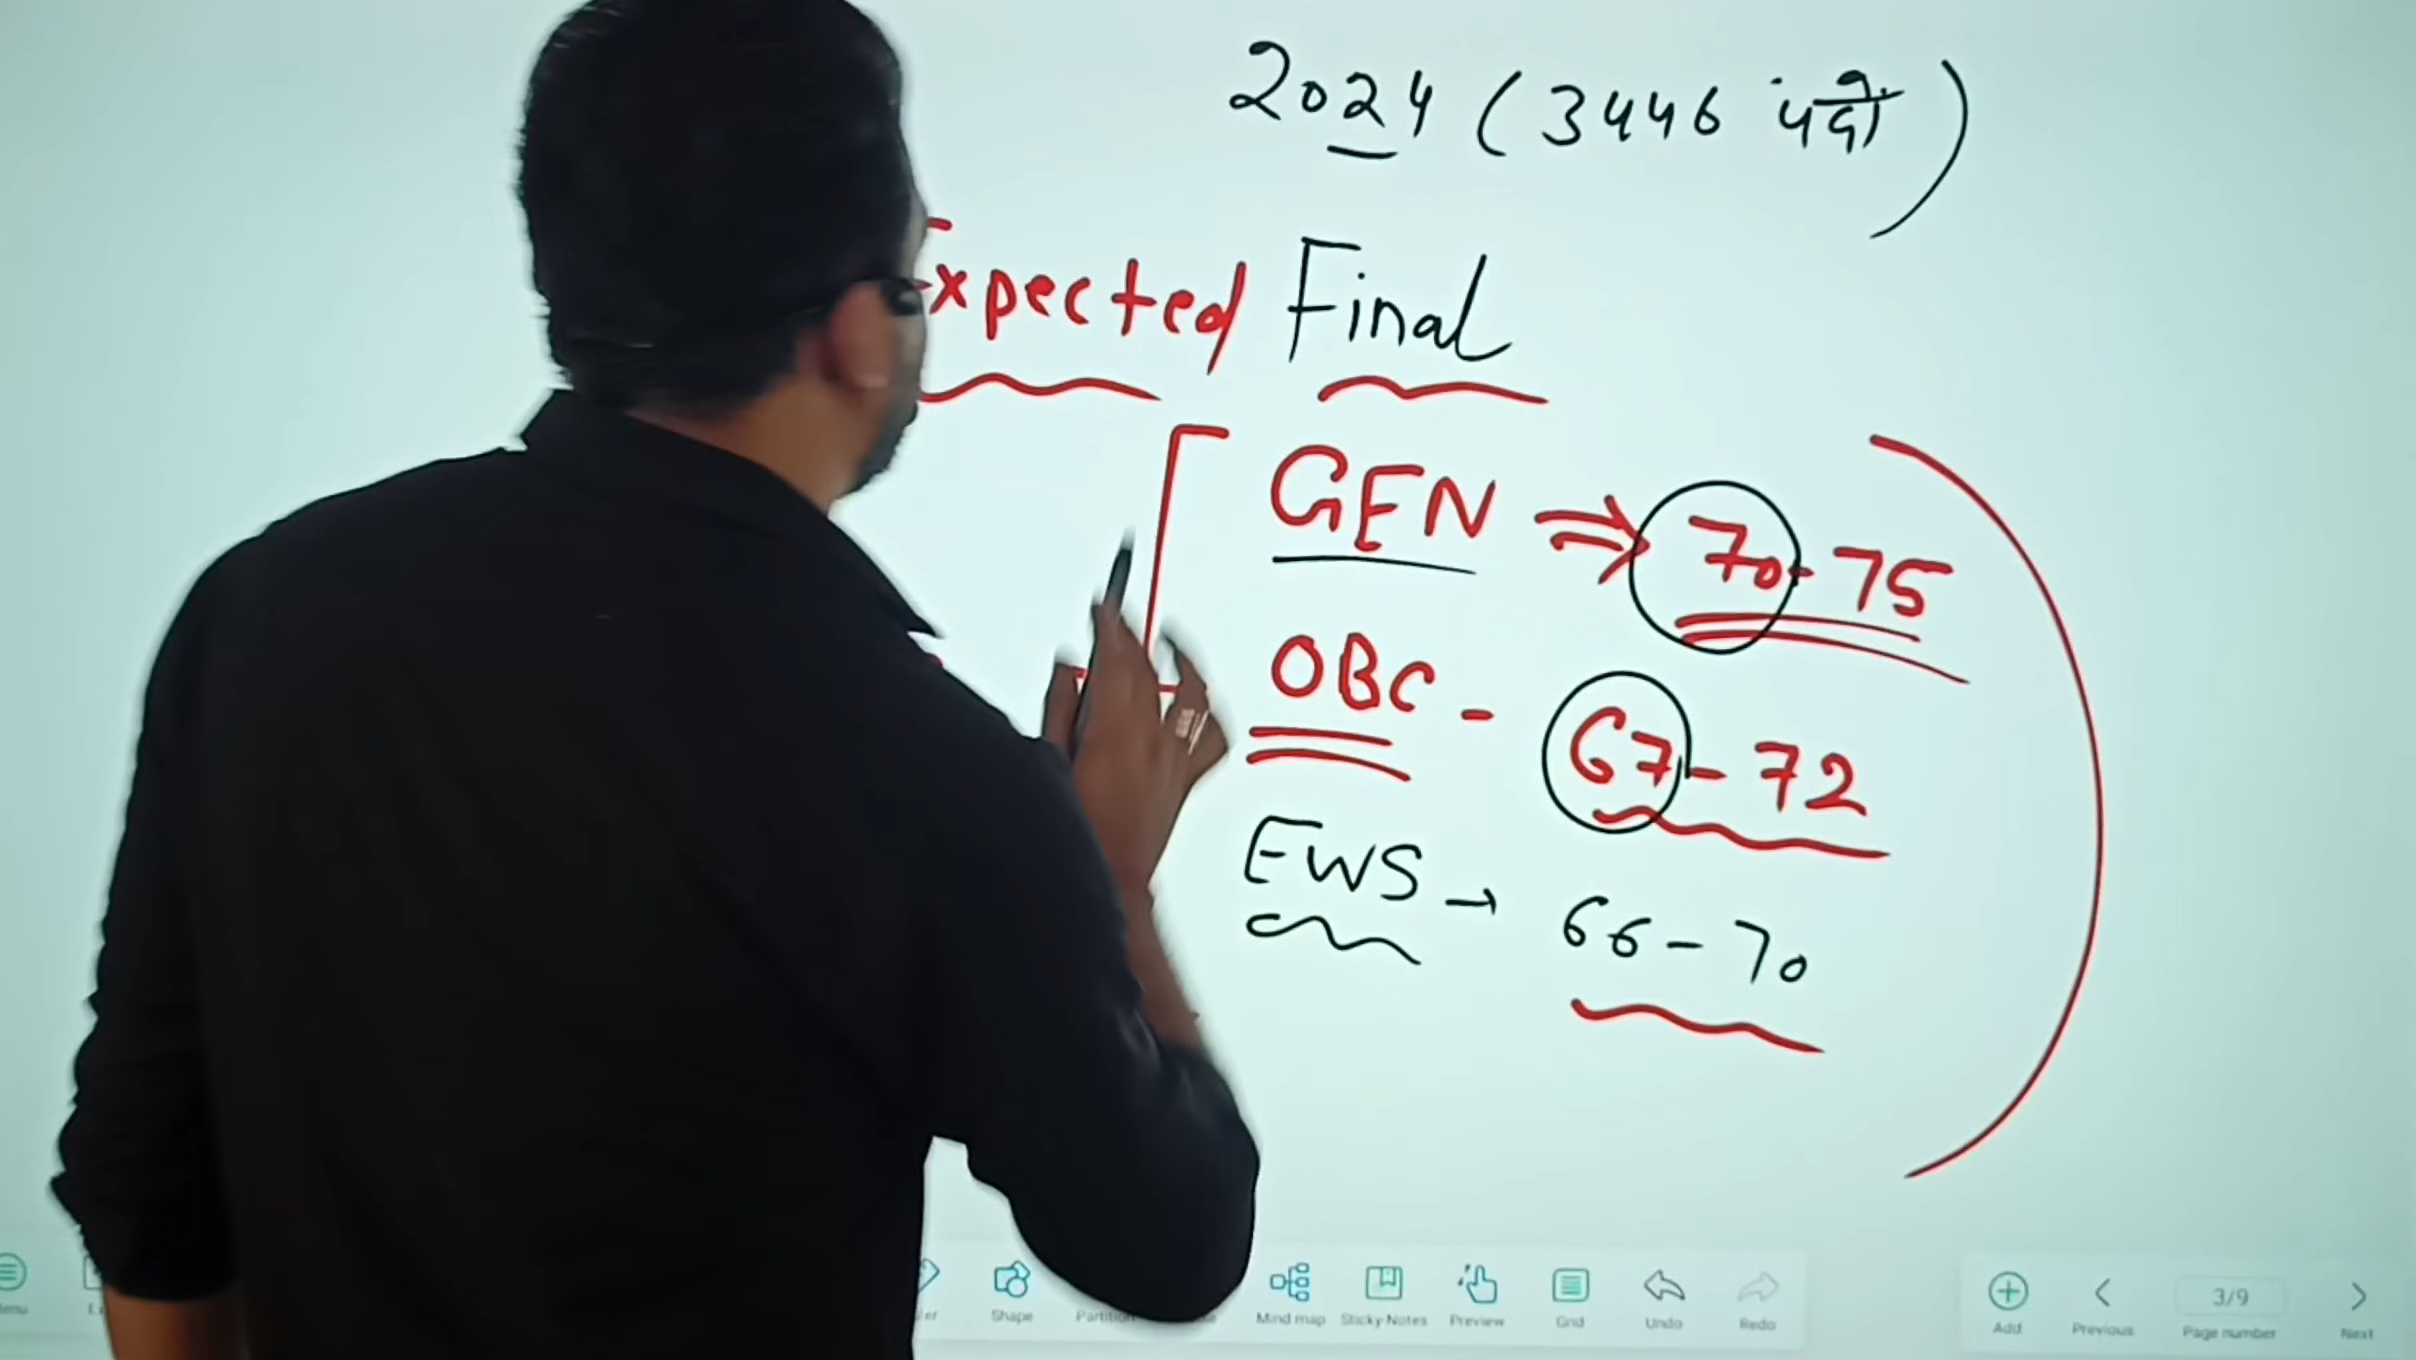 2024 (3446 पदों)
Expected Final
GEN ⇒ 70-75
OBC - 67-72
EWS → 66-70
Shape
Mind map
Sticky Notes
Preview
Grid
Undo
Redo
Add
Previous
3/9
Page number
Next